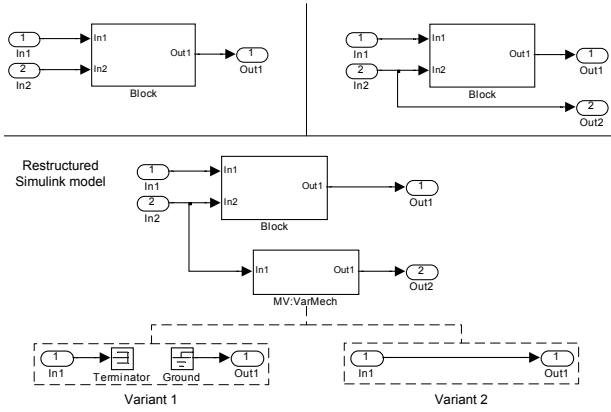 1
In1
2
In2
In1
In2
Out1
Block
1
Out1
1
In1
2
In2
In1
In2
Out1
Block
1
Out1
2
Out2
Restructured
Simulink model
1
In1
2
In2
In1
In2
Out1
Block
1
Out1
In1
Out1
MV:VarMech
2
Out2
1
In1
Terminator
Ground
1
Out1
Variant 1
1
In1
1
Out1
Variant 2